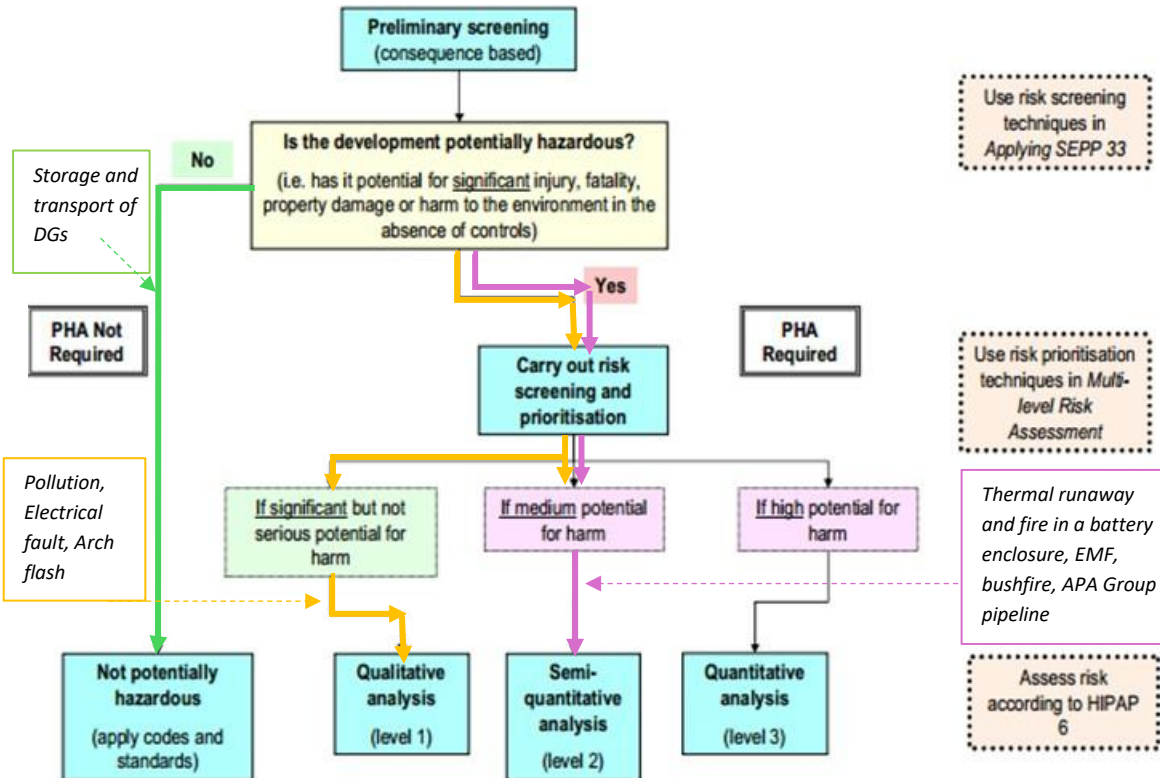 Preliminary screening
(consequence based)
Use risk screening
techniques in
Applying SEPP 33
No
Is the development potentially hazardous?
(i.e. has it potential for significant injury, fatality,
property damage or harm to the environment in the
absence of controls)
Storage and
transport of
DGs
Yes
PHA Not
Required
PHA
Required
Carry out risk
screening and
prioritisation
Use risk prioritisation
techniques in Multi-
level Risk
Assessment
Pollution,
Electrical
fault, Arch
flash
If significant but not
serious potential for
harm
If medium potential
for harm
If high potential for
harm
Thermal runaway
and fire in a battery
enclosure, EMF,
bushfire, APA Group
pipeline
Not potentially
hazardous
(apply codes and
standards)
Qualitative
analysis
(level 1)
Semi-
quantitative
analysis
(level 2)
Quantitative
analysis
(level 3)
Assess risk
according to HIPAP
6